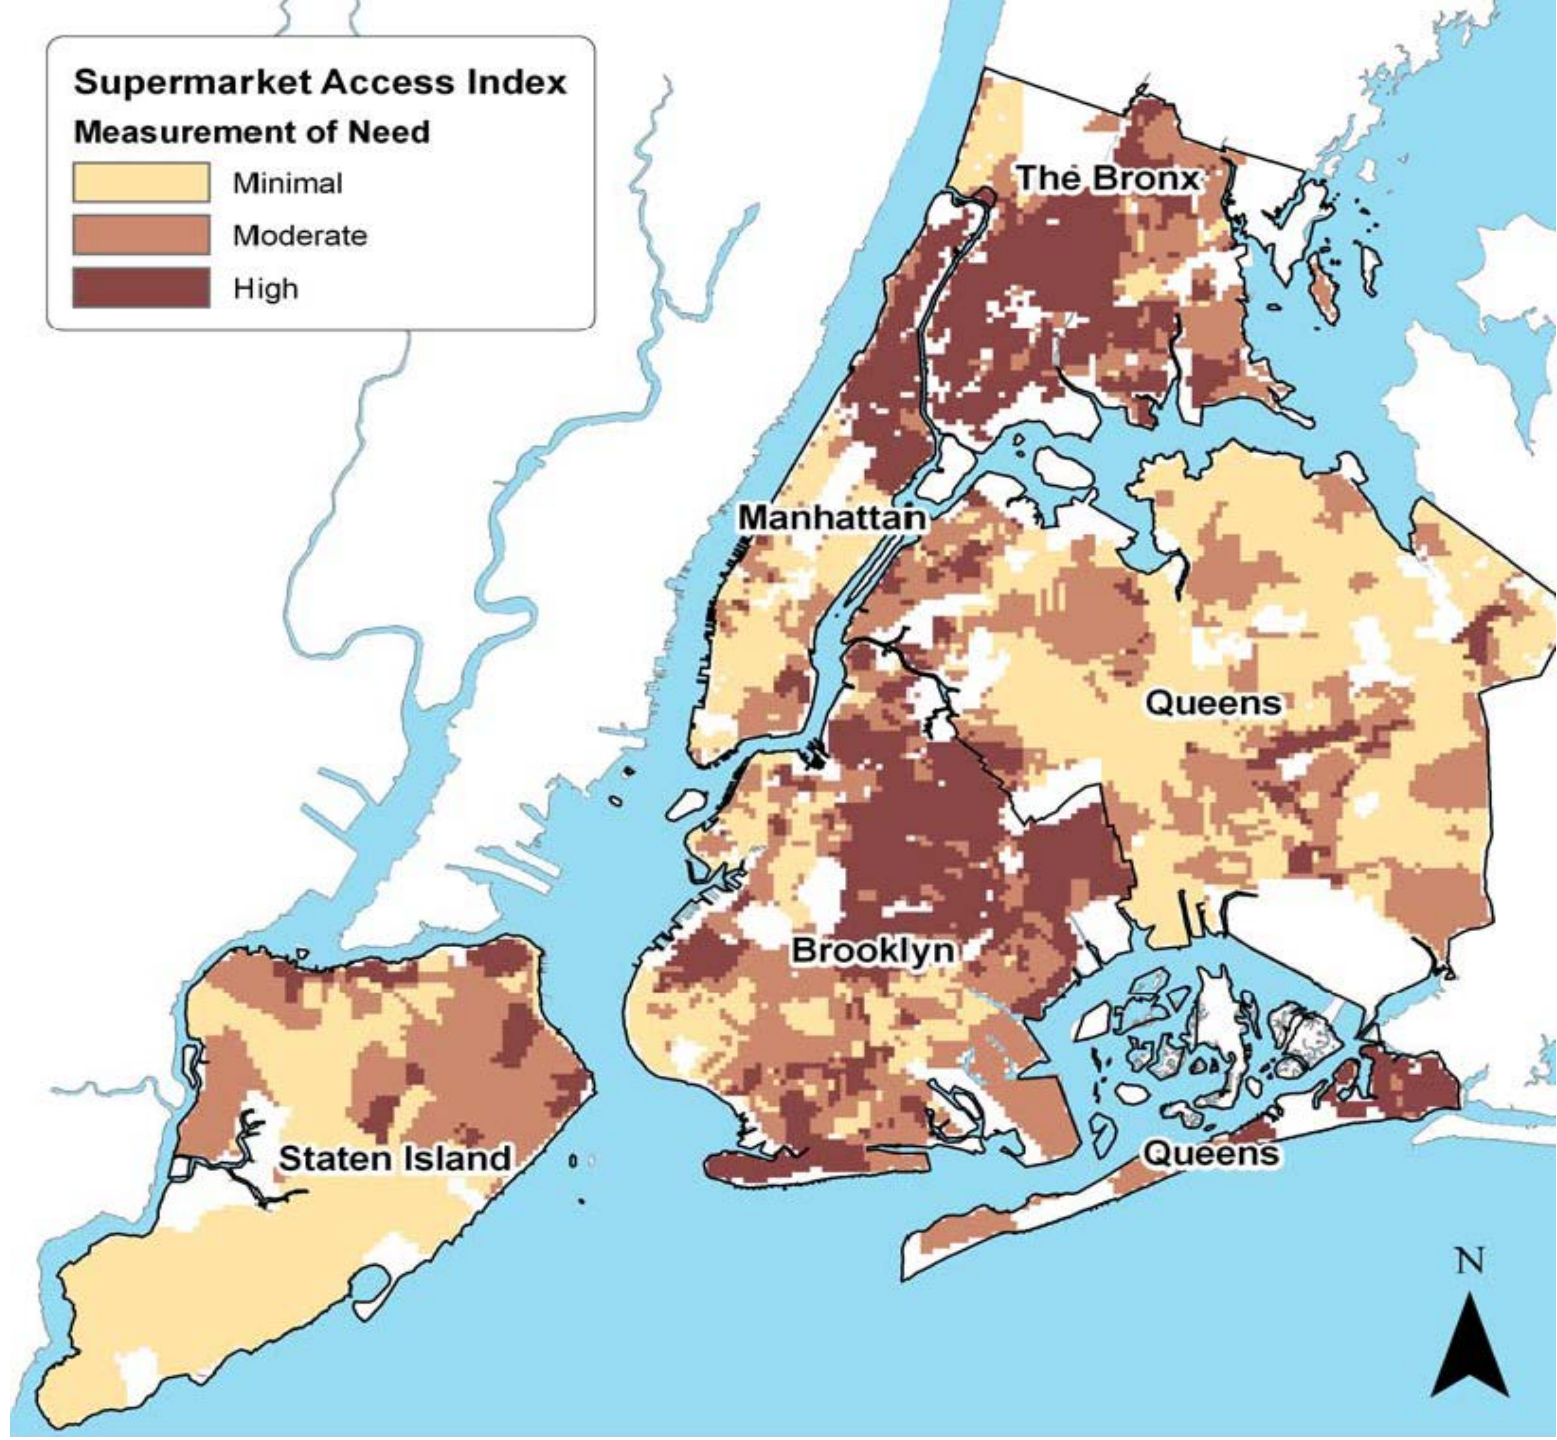 Supermarket Access Index
Measurement of Need
Minimal
Moderate
High
The Bronx
Manhattan
Queens
Brooklyn
Staten Island
Queens
N